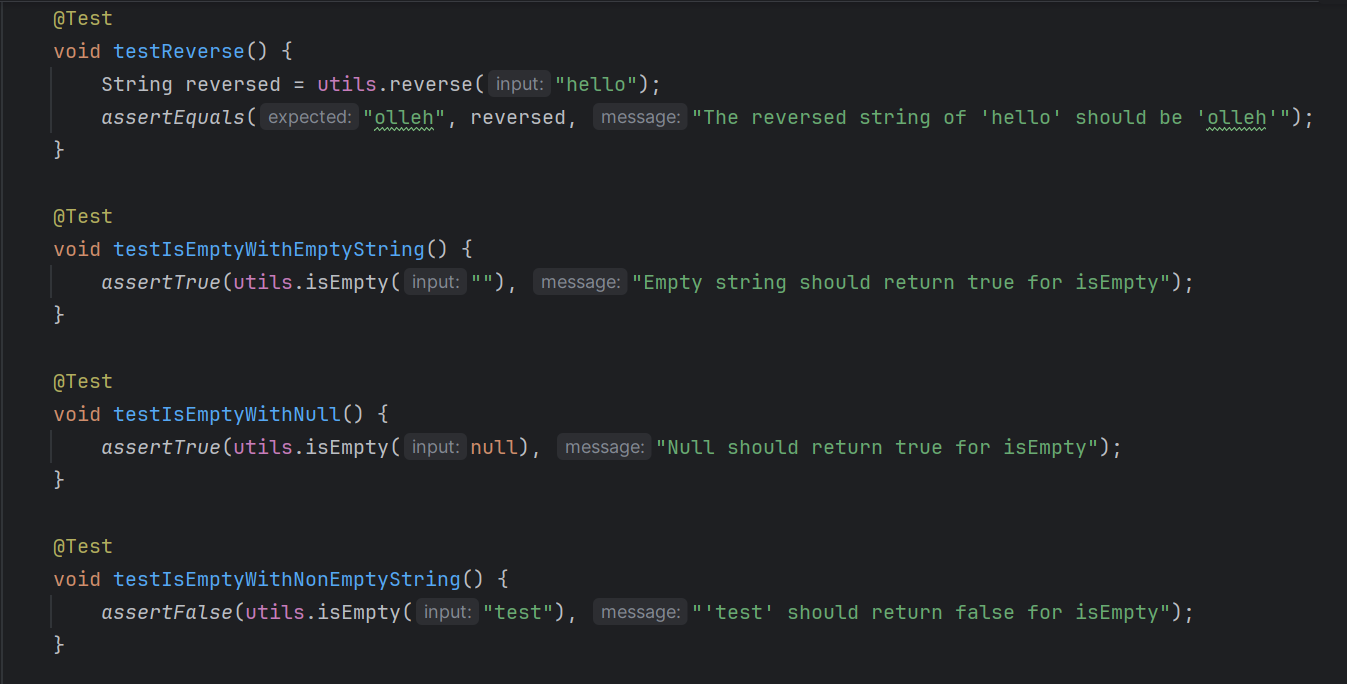 @Test
void testReverse() {
String reversed = utils.reverse( input: "hello");
assertEquals( expected: "olleh", reversed, message: "The reversed string of 'hello' should be 'olleh'");
}
@Test
void testIsEmptyWithEmptyString() {
assertTrue(utils.isEmpty( input: ""), message: "Empty string should return true for isEmpty");
}
@Test
void testIsEmptyWithNull() {
assertTrue(utils.isEmpty( input: null), message: "Null should return true for isEmpty");
}
@Test
void testIsEmptyWithNonEmptyString() {
assertFalse(utils.isEmpty( input: "test"), message: "'test' should return false for isEmpty");
}